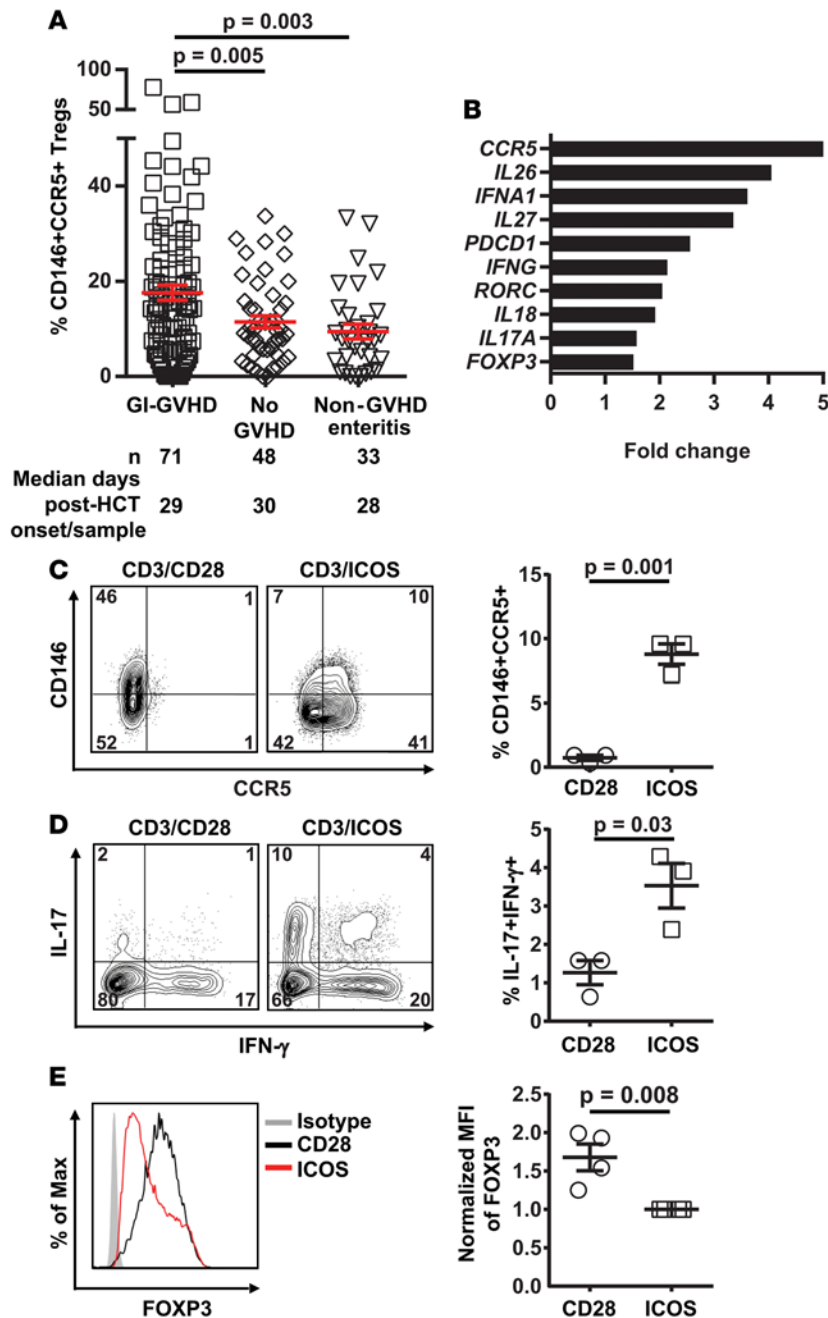 A
p = 0.003
p = 0.005
% CD146+CCR5+ Tregs
100
50
40
20
0
GI-GVHD
No
GVHD
Non-GVHD
enteritis
n 71 48 33
Median days
post-HCT 29 30 28
onset/sample
B
CCR5
IL26
IFNA1
IL27
PDCD1
IFNG
RORC
IL18
IL17A
FOXP3
0 1 2 3 4 5
Fold change
C
CD3/CD28 CD3/ICOS
CD146
46 1
52 1
7 10
42 41
CCR5
p = 0.001
% CD146+CCR5+
15
10
5
0
CD28 ICOS
D
CD3/CD28 CD3/ICOS
IL-17
2 1
80 17
10 4
66 20
IFN-γ
p = 0.03
% IL-17+IFN-γ+
5
4
3
2
1
0
CD28 ICOS
E
% of Max
FOXP3
Isotype
CD28
ICOS
p = 0.008
Normalized MFI
of FOXP3
2.5
2.0
1.5
1.0
0.5
0.0
CD28 ICOS